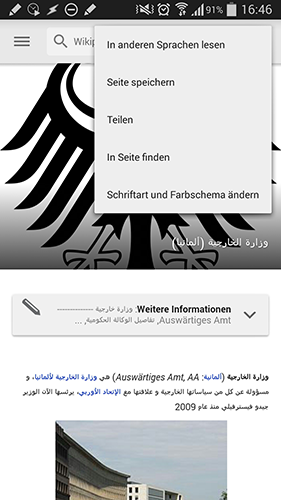 91% 16:46
Wikip
In anderen Sprachen lesen
Seite speichern
Teilen
In Seite finden
Schriftart und Farbschema ändern
وزارة الخارجية (ألمانيا)
Weitere Informationen: وزارة خارجية --------------
Auswärtiges Amt, تفاصيل الوكالة الحكومية, ...
وزارة الخارجية (ألمانية: Auswärtiges Amt, AA) هي وزارة الخارجية لألمانيا، و
مسؤولة عن كل من سياساتها الخارجية و علاقتها مع الإتحاد الأوربي، يرئسها الآن الوزير
جيدو فيسترفيلي منذ عام 2009